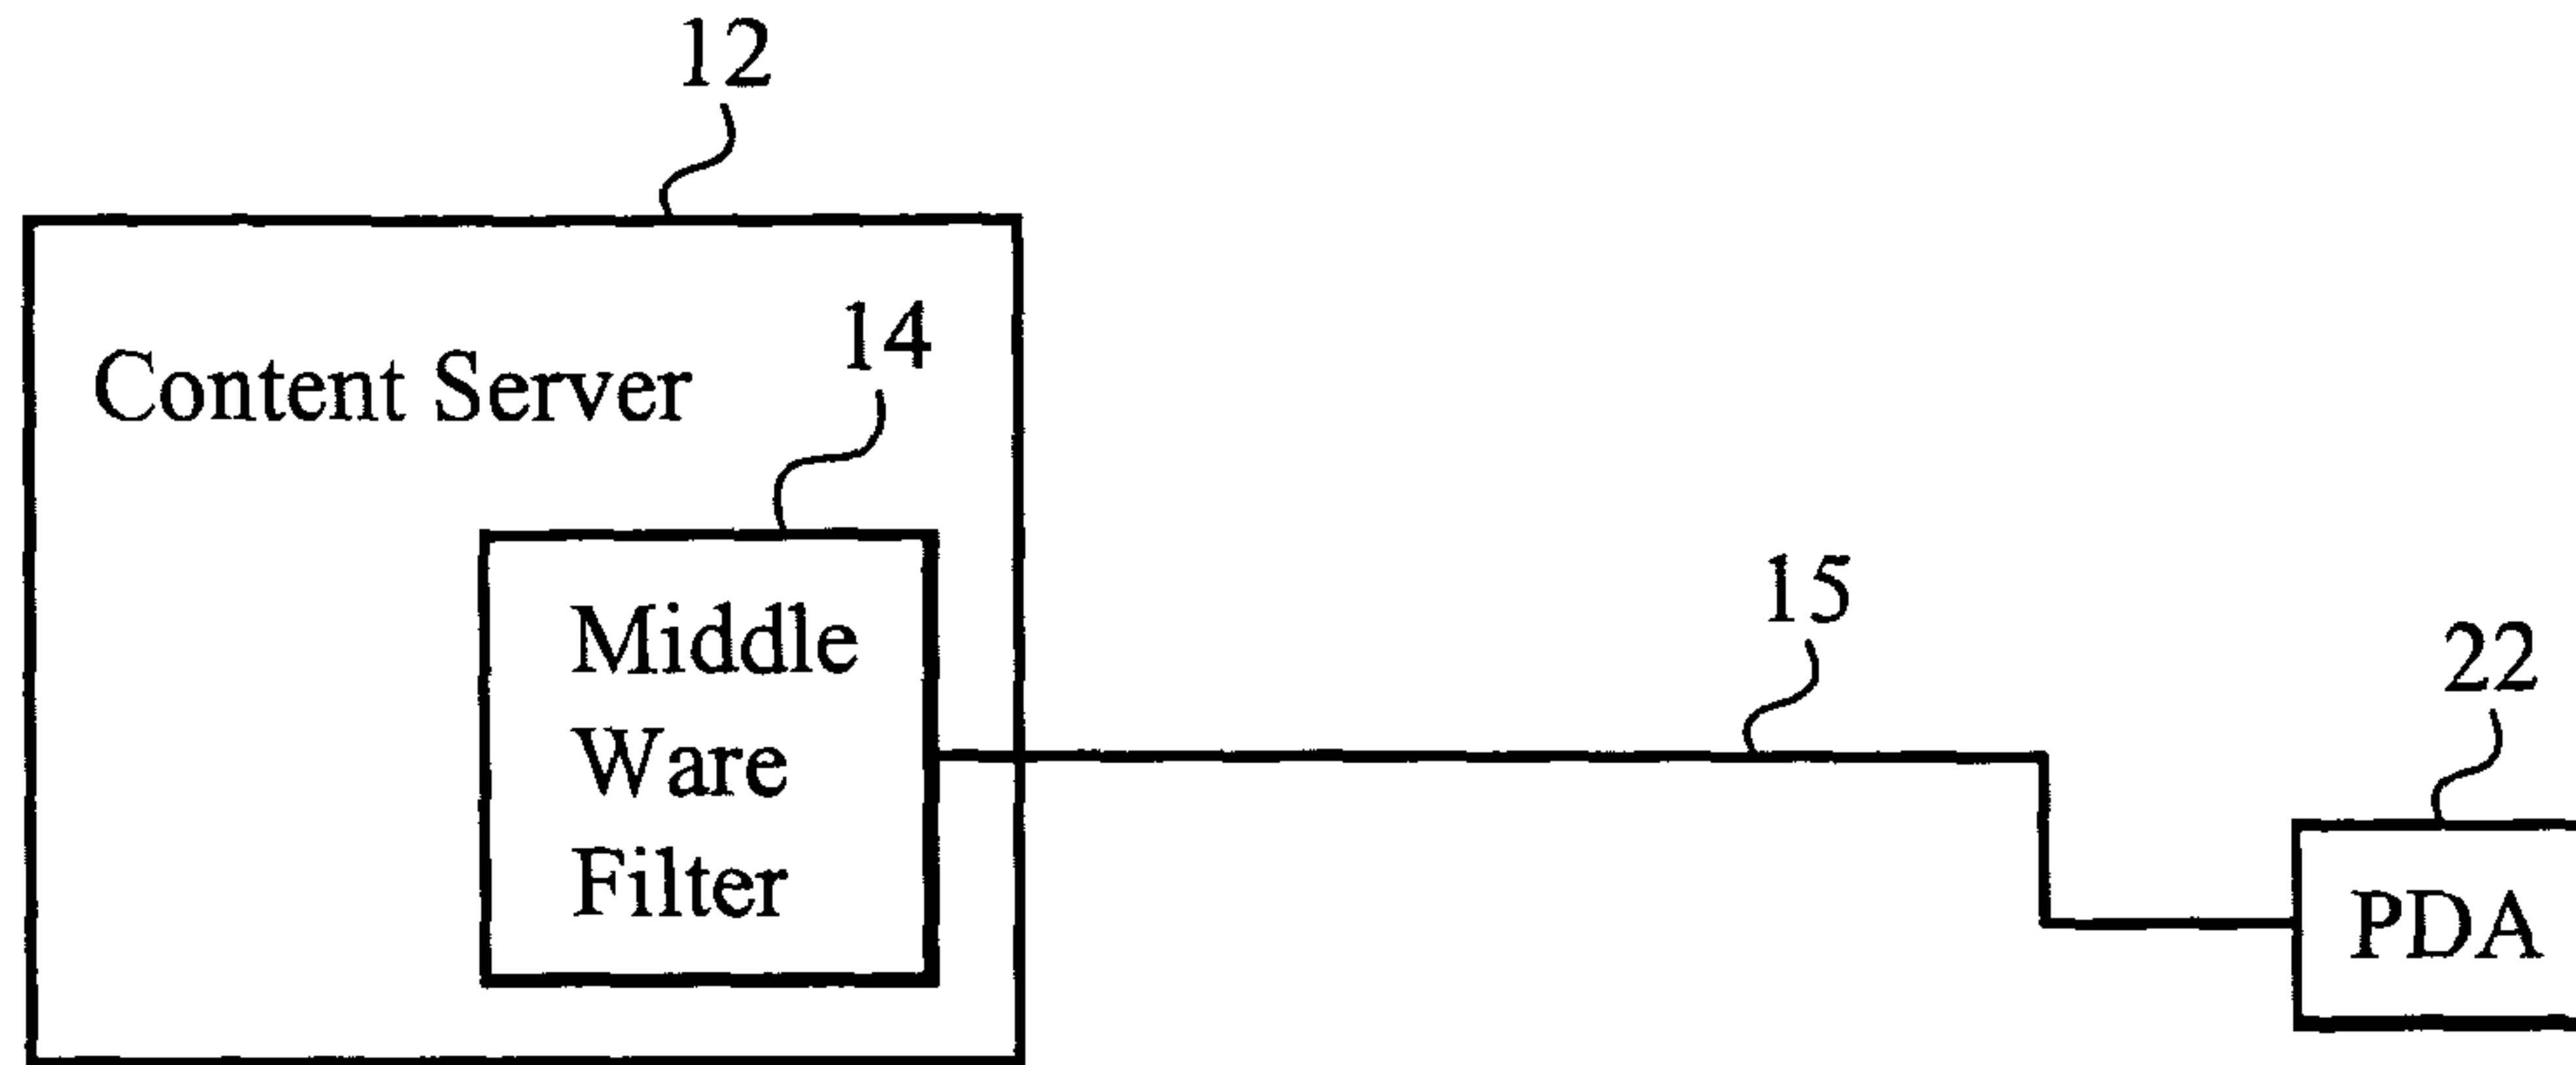 12
Content Server
14
Middle
Ware
Filter
15
22
PDA